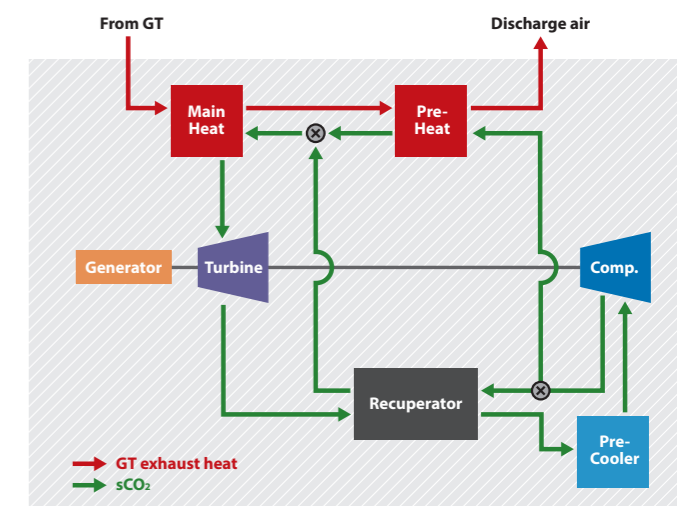 From GT
Discharge air
Main
Heat
Pre-
Heat
Generator
Turbine
Comp.
Recuperator
Pre-
Cooler
GT exhaust heat
sCO₂